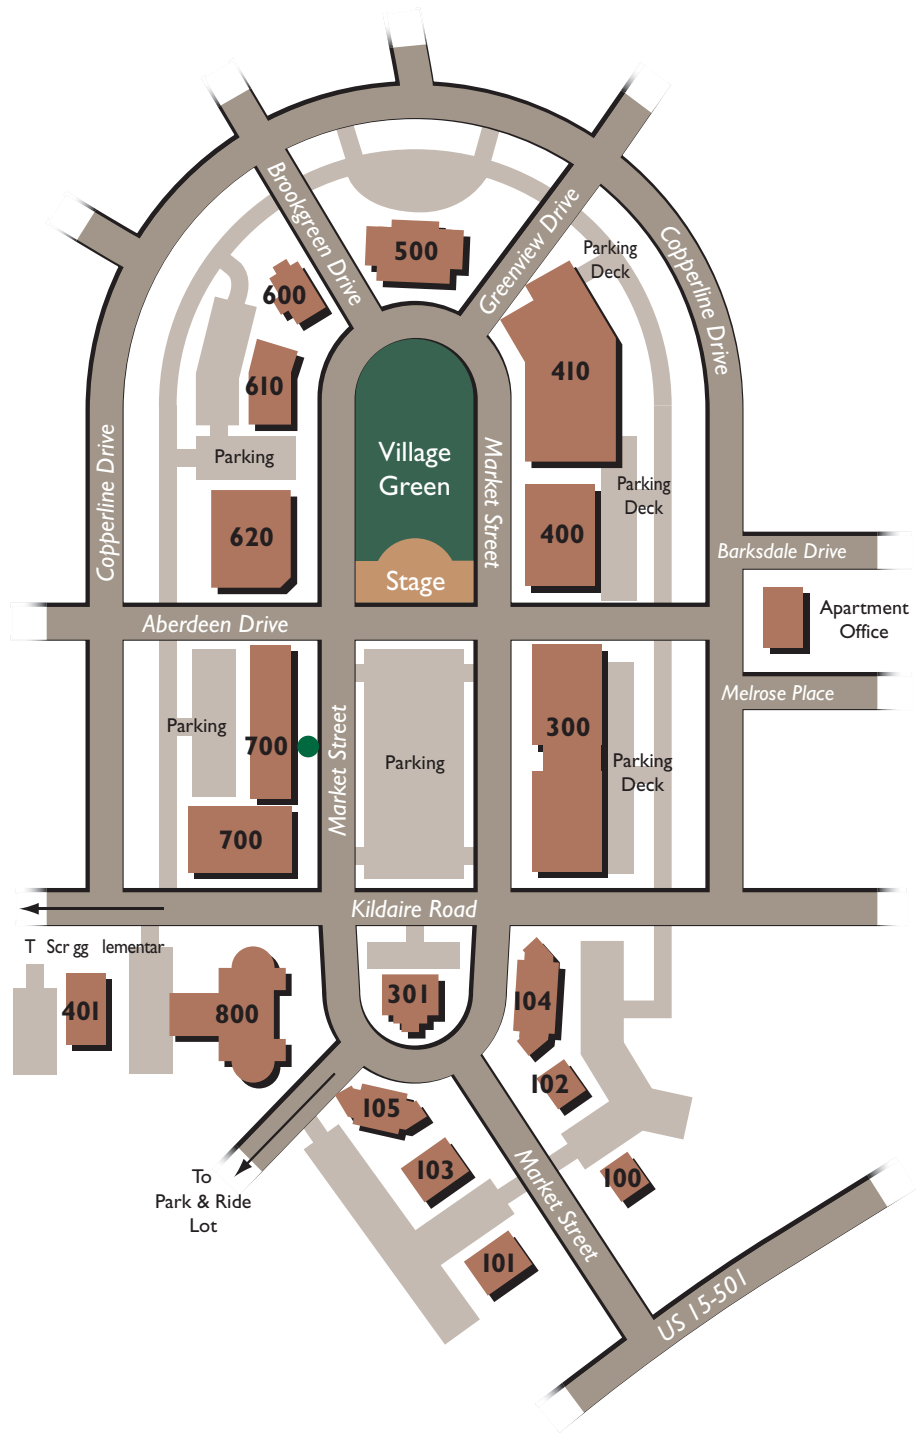 Brookgreen Drive
500
Greenview Drive
Parking
Deck
Copperline Drive
600
410
610
Village
Green
Market Street
Copperline Drive
Parking
Parking
Deck
620
400
Barksdale Drive
Stage
Apartment
Office
Aberdeen Drive
Melrose Place
Parking
700
Market Street
Parking
300
Parking
Deck
700
Kildaire Road
T Scr gg lementar
401
800
301
104
102
105
103
100
To
Park & Ride
Lot
Market Street
101
US 15-501